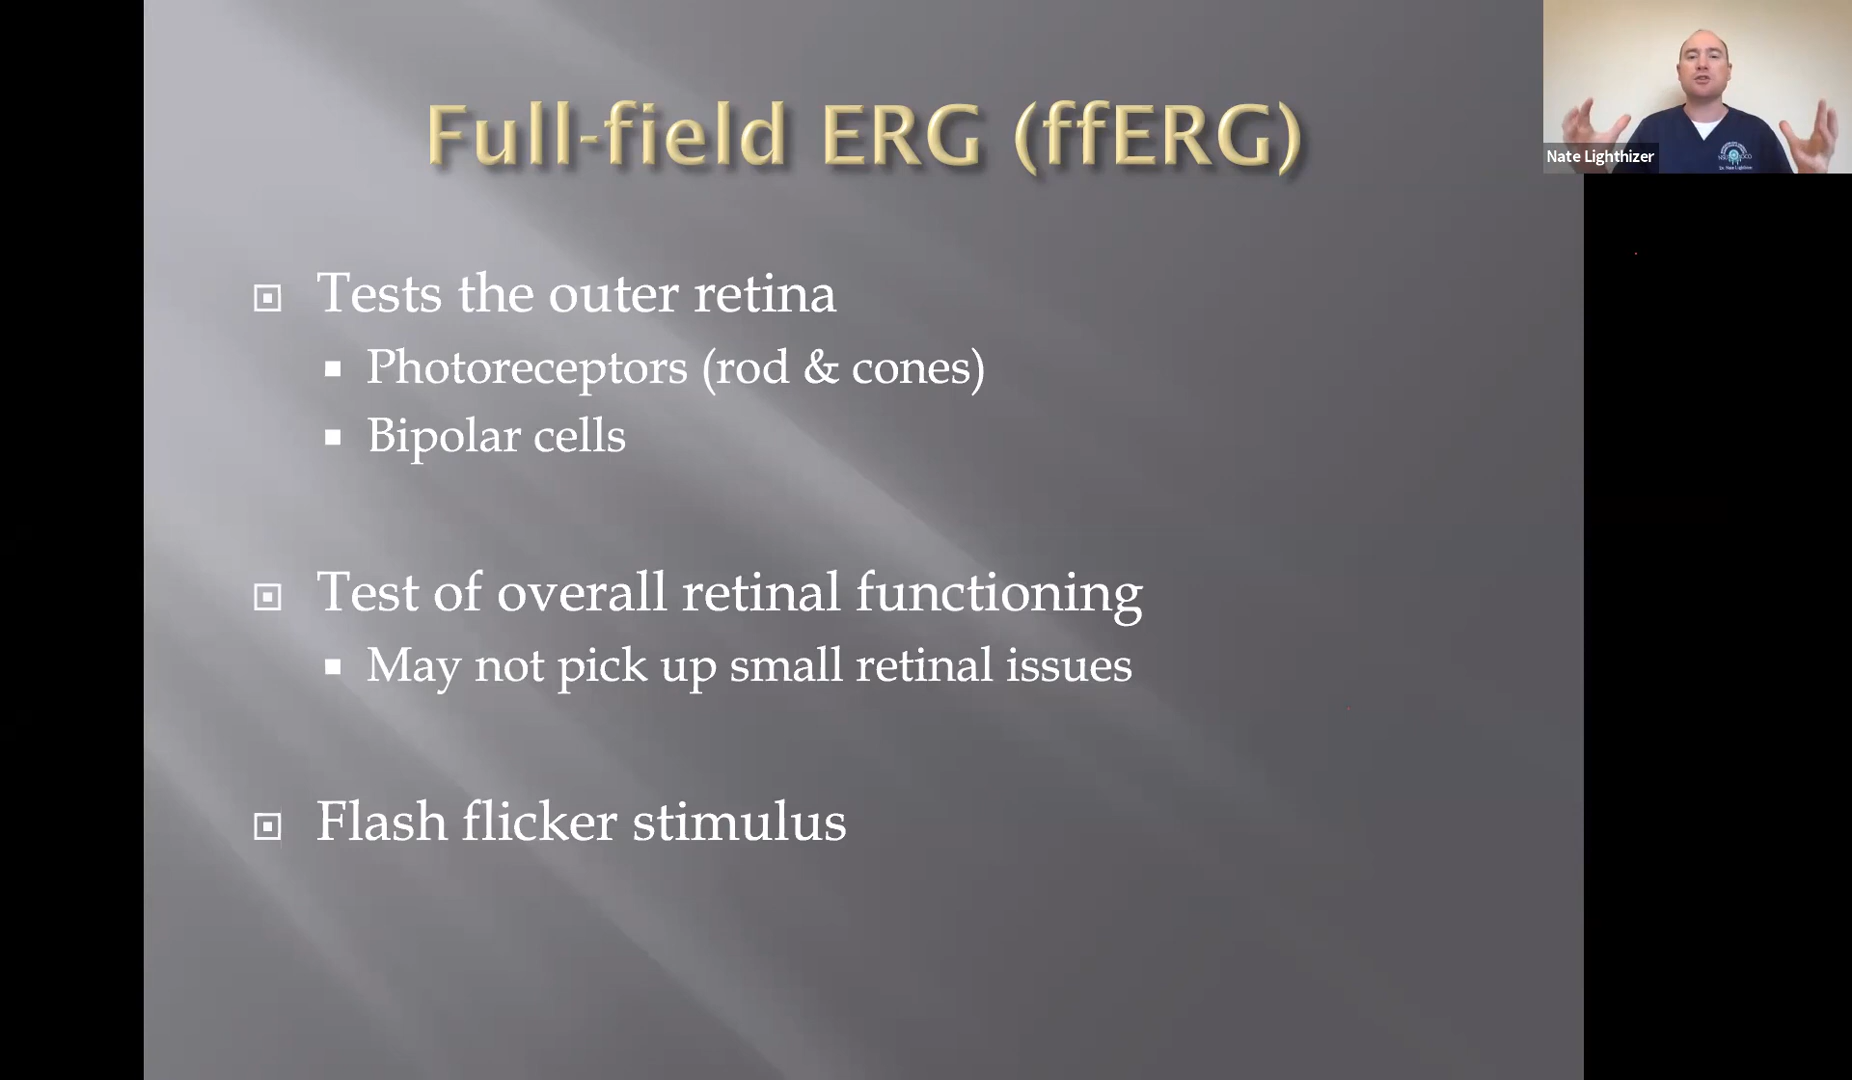 Full-field ERG (ffERG)
Nate Lighthizer
Tests the outer retina
Photoreceptors (rod & cones)
Bipolar cells
Test of overall retinal functioning
May not pick up small retinal issues
Flash flicker stimulus